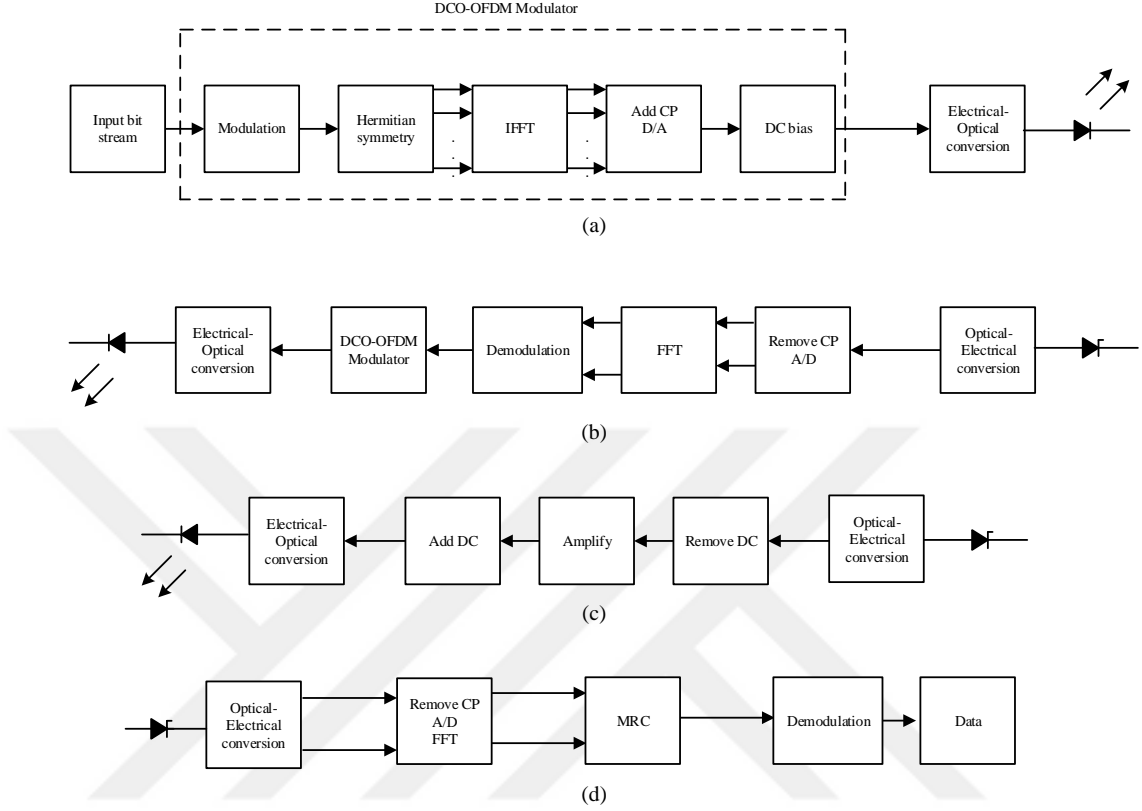 DCO-OFDM Modulator
Input bit
stream
Modulation
Hermitian
symmetry
IFFT
Add CP
D/A
DC bias
Electrical-
Optical
conversion
(a)
Electrical-
Optical
conversion
DCO-OFDM
Modulator
Demodulation
FFT
Remove CP
A/D
Optical-
Electrical
conversion
(b)
Electrical-
Optical
conversion
Add DC
Amplify
Remove DC
Optical-
Electrical
conversion
(c)
Optical-
Electrical
conversion
Remove CP
A/D
FFT
MRC
Demodulation
Data
(d)